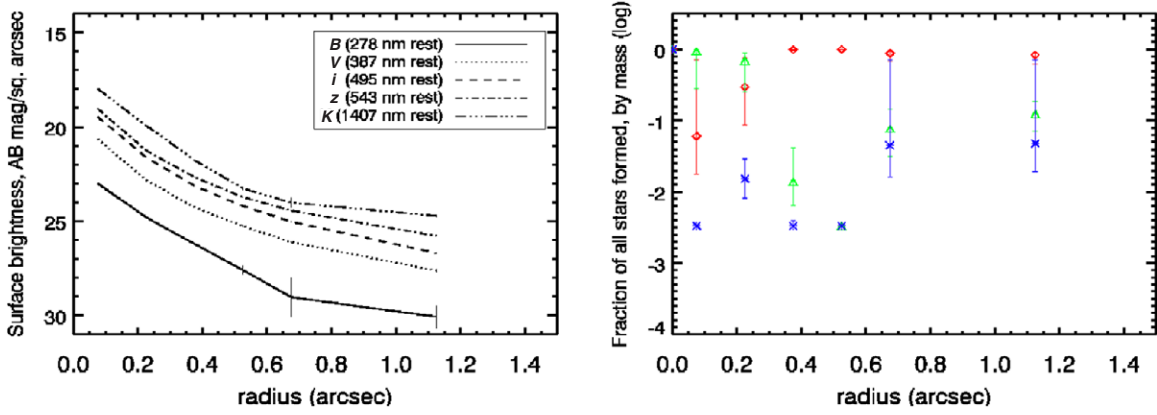 Surface brightness, AB mag/sq. arcsec
15
20
25
30
B (278 nm rest)
V (387 nm rest)
i (495 nm rest)
z (543 nm rest)
K (1407 nm rest)
0.0 0.2 0.4 0.6 0.8 1.0 1.2 1.4
radius (arcsec)
Fraction of all stars formed, by mass (log)
0
-1
-2
-3
-4
0.0 0.2 0.4 0.6 0.8 1.0 1.2 1.4
radius (arcsec)